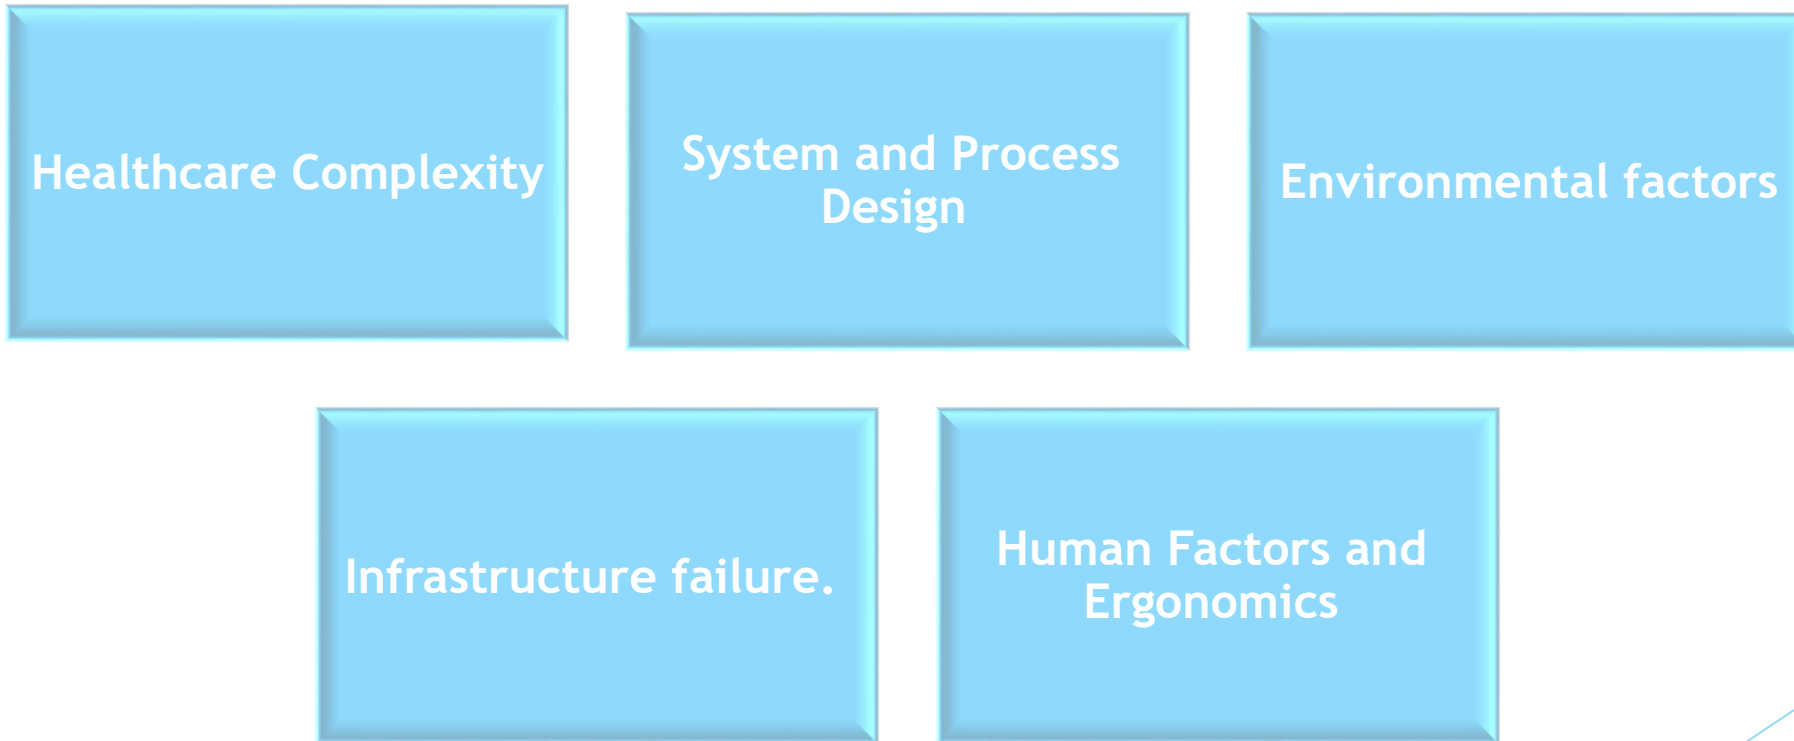 Healthcare Complexity
System and Process
Design
Environmental factors
Infrastructure failure.
Human Factors and
Ergonomics